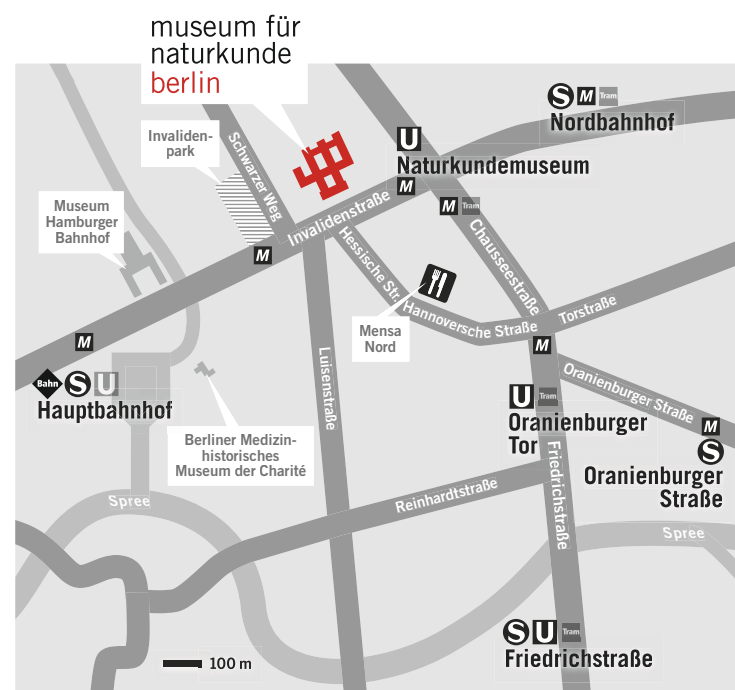 museum für
naturkunde
berlin
S M Tram
Nordbahnhof
Invaliden-
park
Schwarzer Weg
U
Naturkundemuseum
M
M Tram
Museum
Hamburger
Bahnhof
Invalidenstraße
M
Hessische Str.
Chausseestraße
Mensa
Nord
Hannoversche Straße
Torstraße
M
M
Bahn S U
Hauptbahnhof
Luisenstraße
Oranienburger Straße
U Tram
Oranienburger
Tor
M
S
Oranienburger
Straße
Berliner Medizin-
historisches
Museum der Charité
Friedrichstraße
Reinhardtstraße
Spree
Spree
S U Tram
Friedrichstraße
100 m